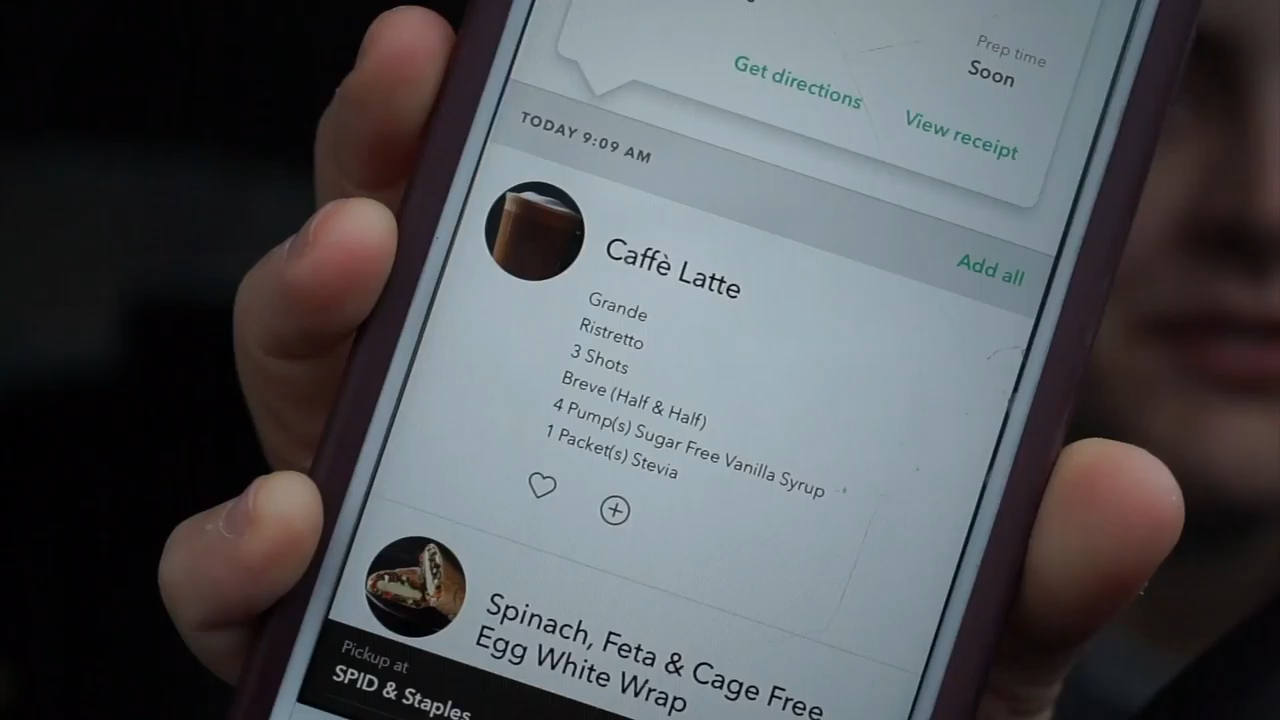 Prep time
Soon
Get directions
View receipt
TODAY 9:09 AM
Add all
Caffè Latte
Grande
Ristretto
3 Shots
Breve (Half & Half)
4 Pump(s) Sugar Free Vanilla Syrup
1 Packet(s) Stevia
Spinach, Feta & Cage Free
Egg White Wrap
Pickup at
SPID & Staples